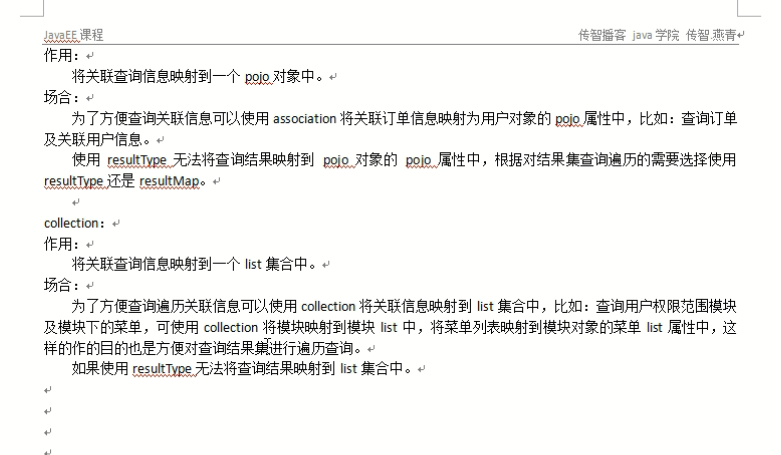 JavaEE 课程
传智播客 java 学院 传智.燕青
作用：
将关联查询信息映射到一个 pojo 对象中。
场合：
为了方便查询关联信息可以使用 association 将关联订单信息映射为用户对象的 pojo 属性中，比如：查询订单
及关联用户信息。
使用 resultType 无法将查询结果映射到 pojo 对象的 pojo 属性中，根据对结果集查询遍历的需要选择使用
resultType 还是 resultMap。
collection：
作用：
将关联查询信息映射到一个 list 集合中。
场合：
为了方便查询遍历关联信息可以使用 collection 将关联信息映射到 list 集合中，比如：查询用户权限范围模块
及模块下的菜单，可使用 collection 将模块映射到模块 list 中，将菜单列表映射到模块对象的菜单 list 属性中，这
样的作的目的也是方便对查询结果集进行遍历查询。
如果使用 resultType 无法将查询结果映射到 list 集合中。